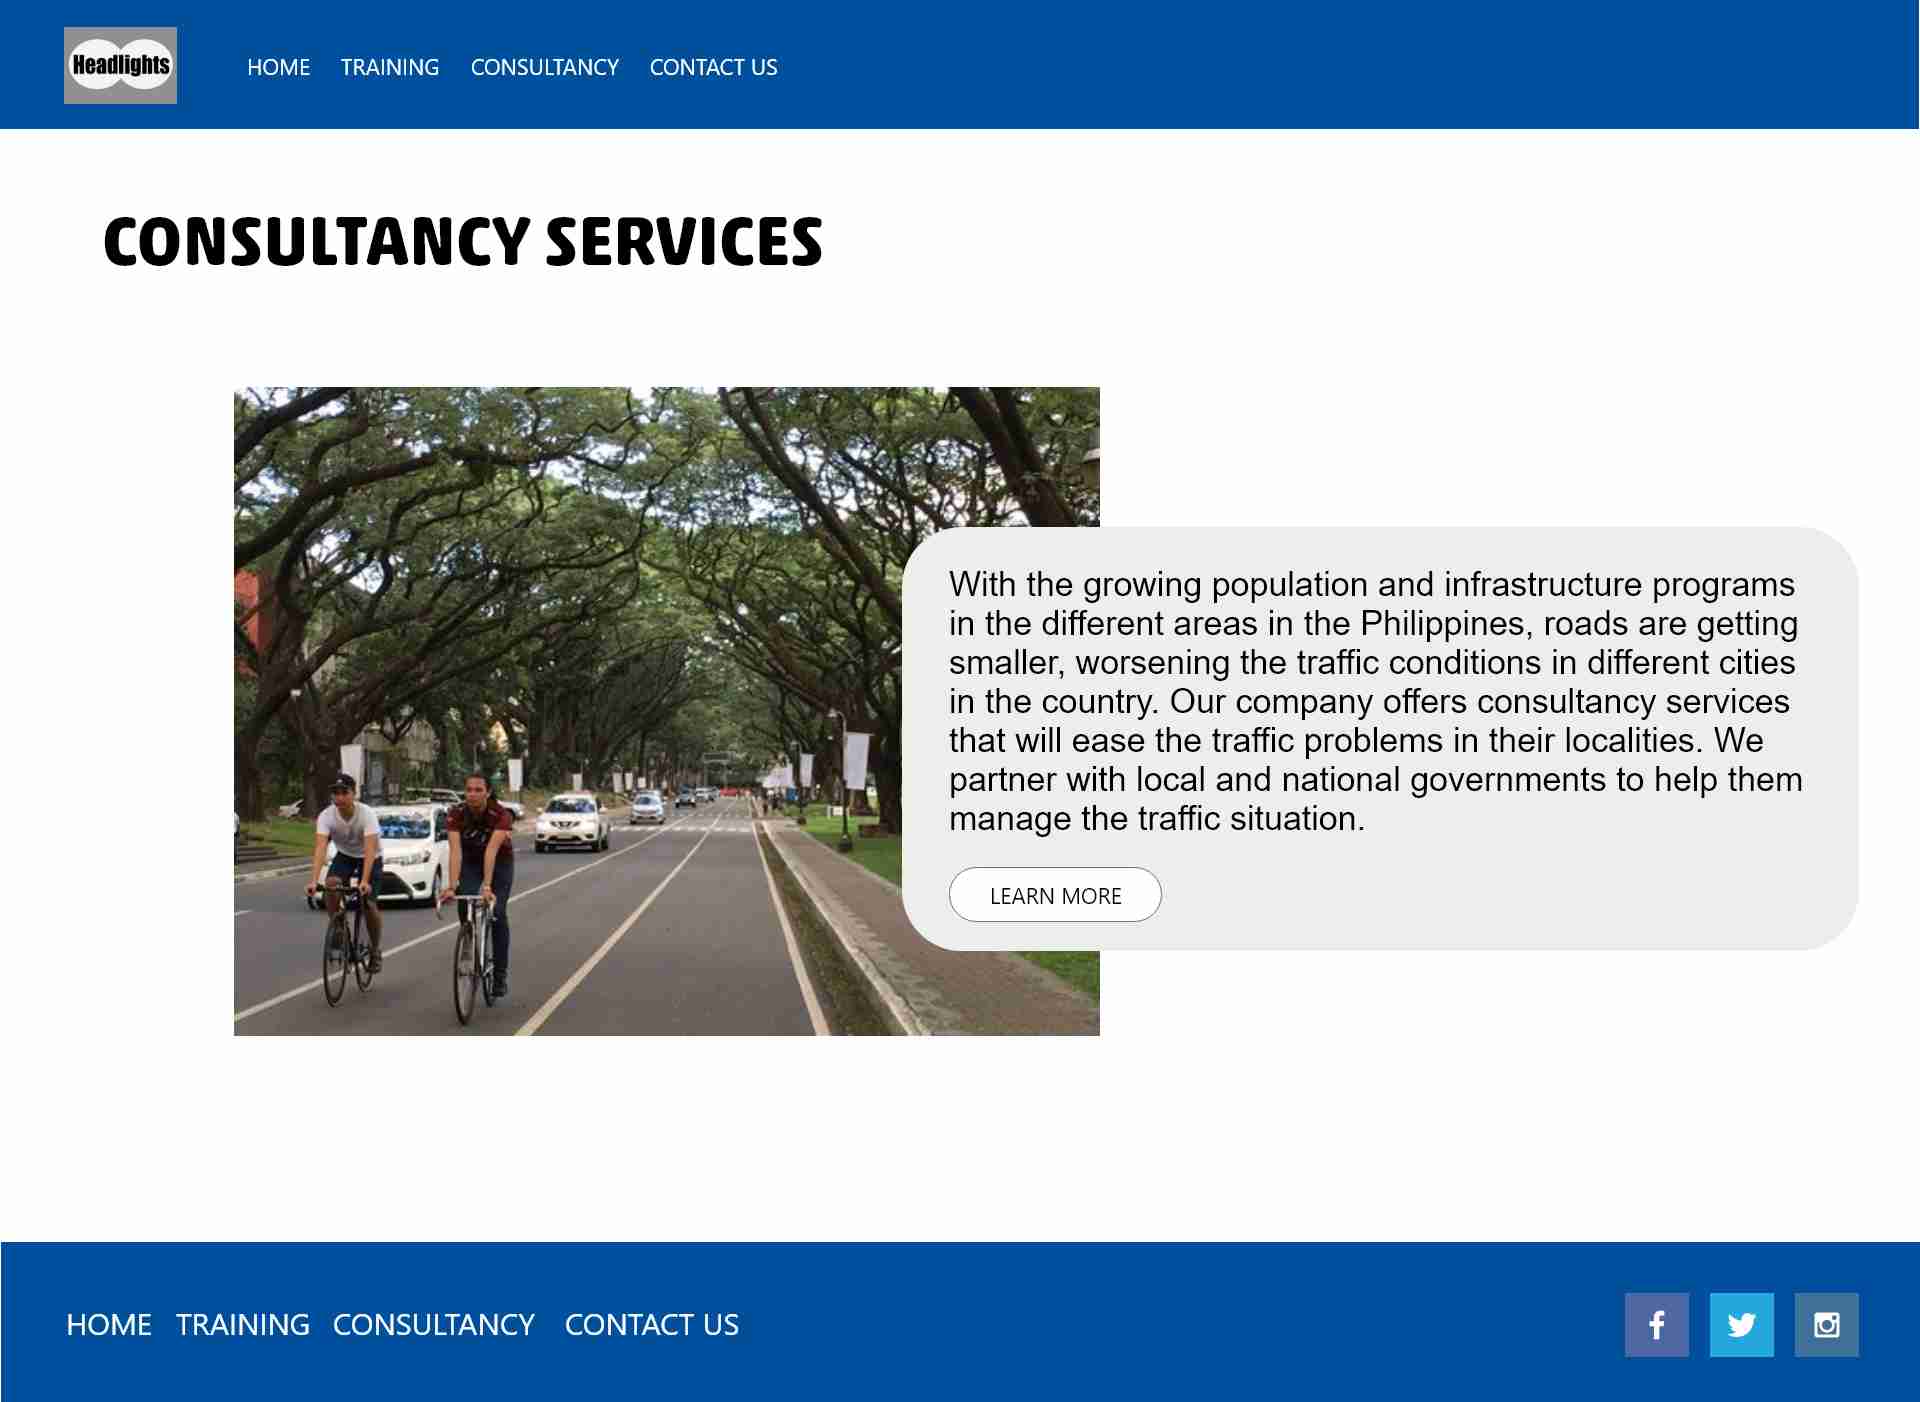 Headlights
HOME TRAINING CONSULTANCY CONTACT US
CONSULTANCY SERVICES
With the growing population and infrastructure programs
in the different areas in the Philippines, roads are getting
smaller, worsening the traffic conditions in different cities
in the country. Our company offers consultancy services
that will ease the traffic problems in their localities. We
partner with local and national governments to help them
manage the traffic situation.
LEARN MORE
HOME TRAINING CONSULTANCY CONTACT US